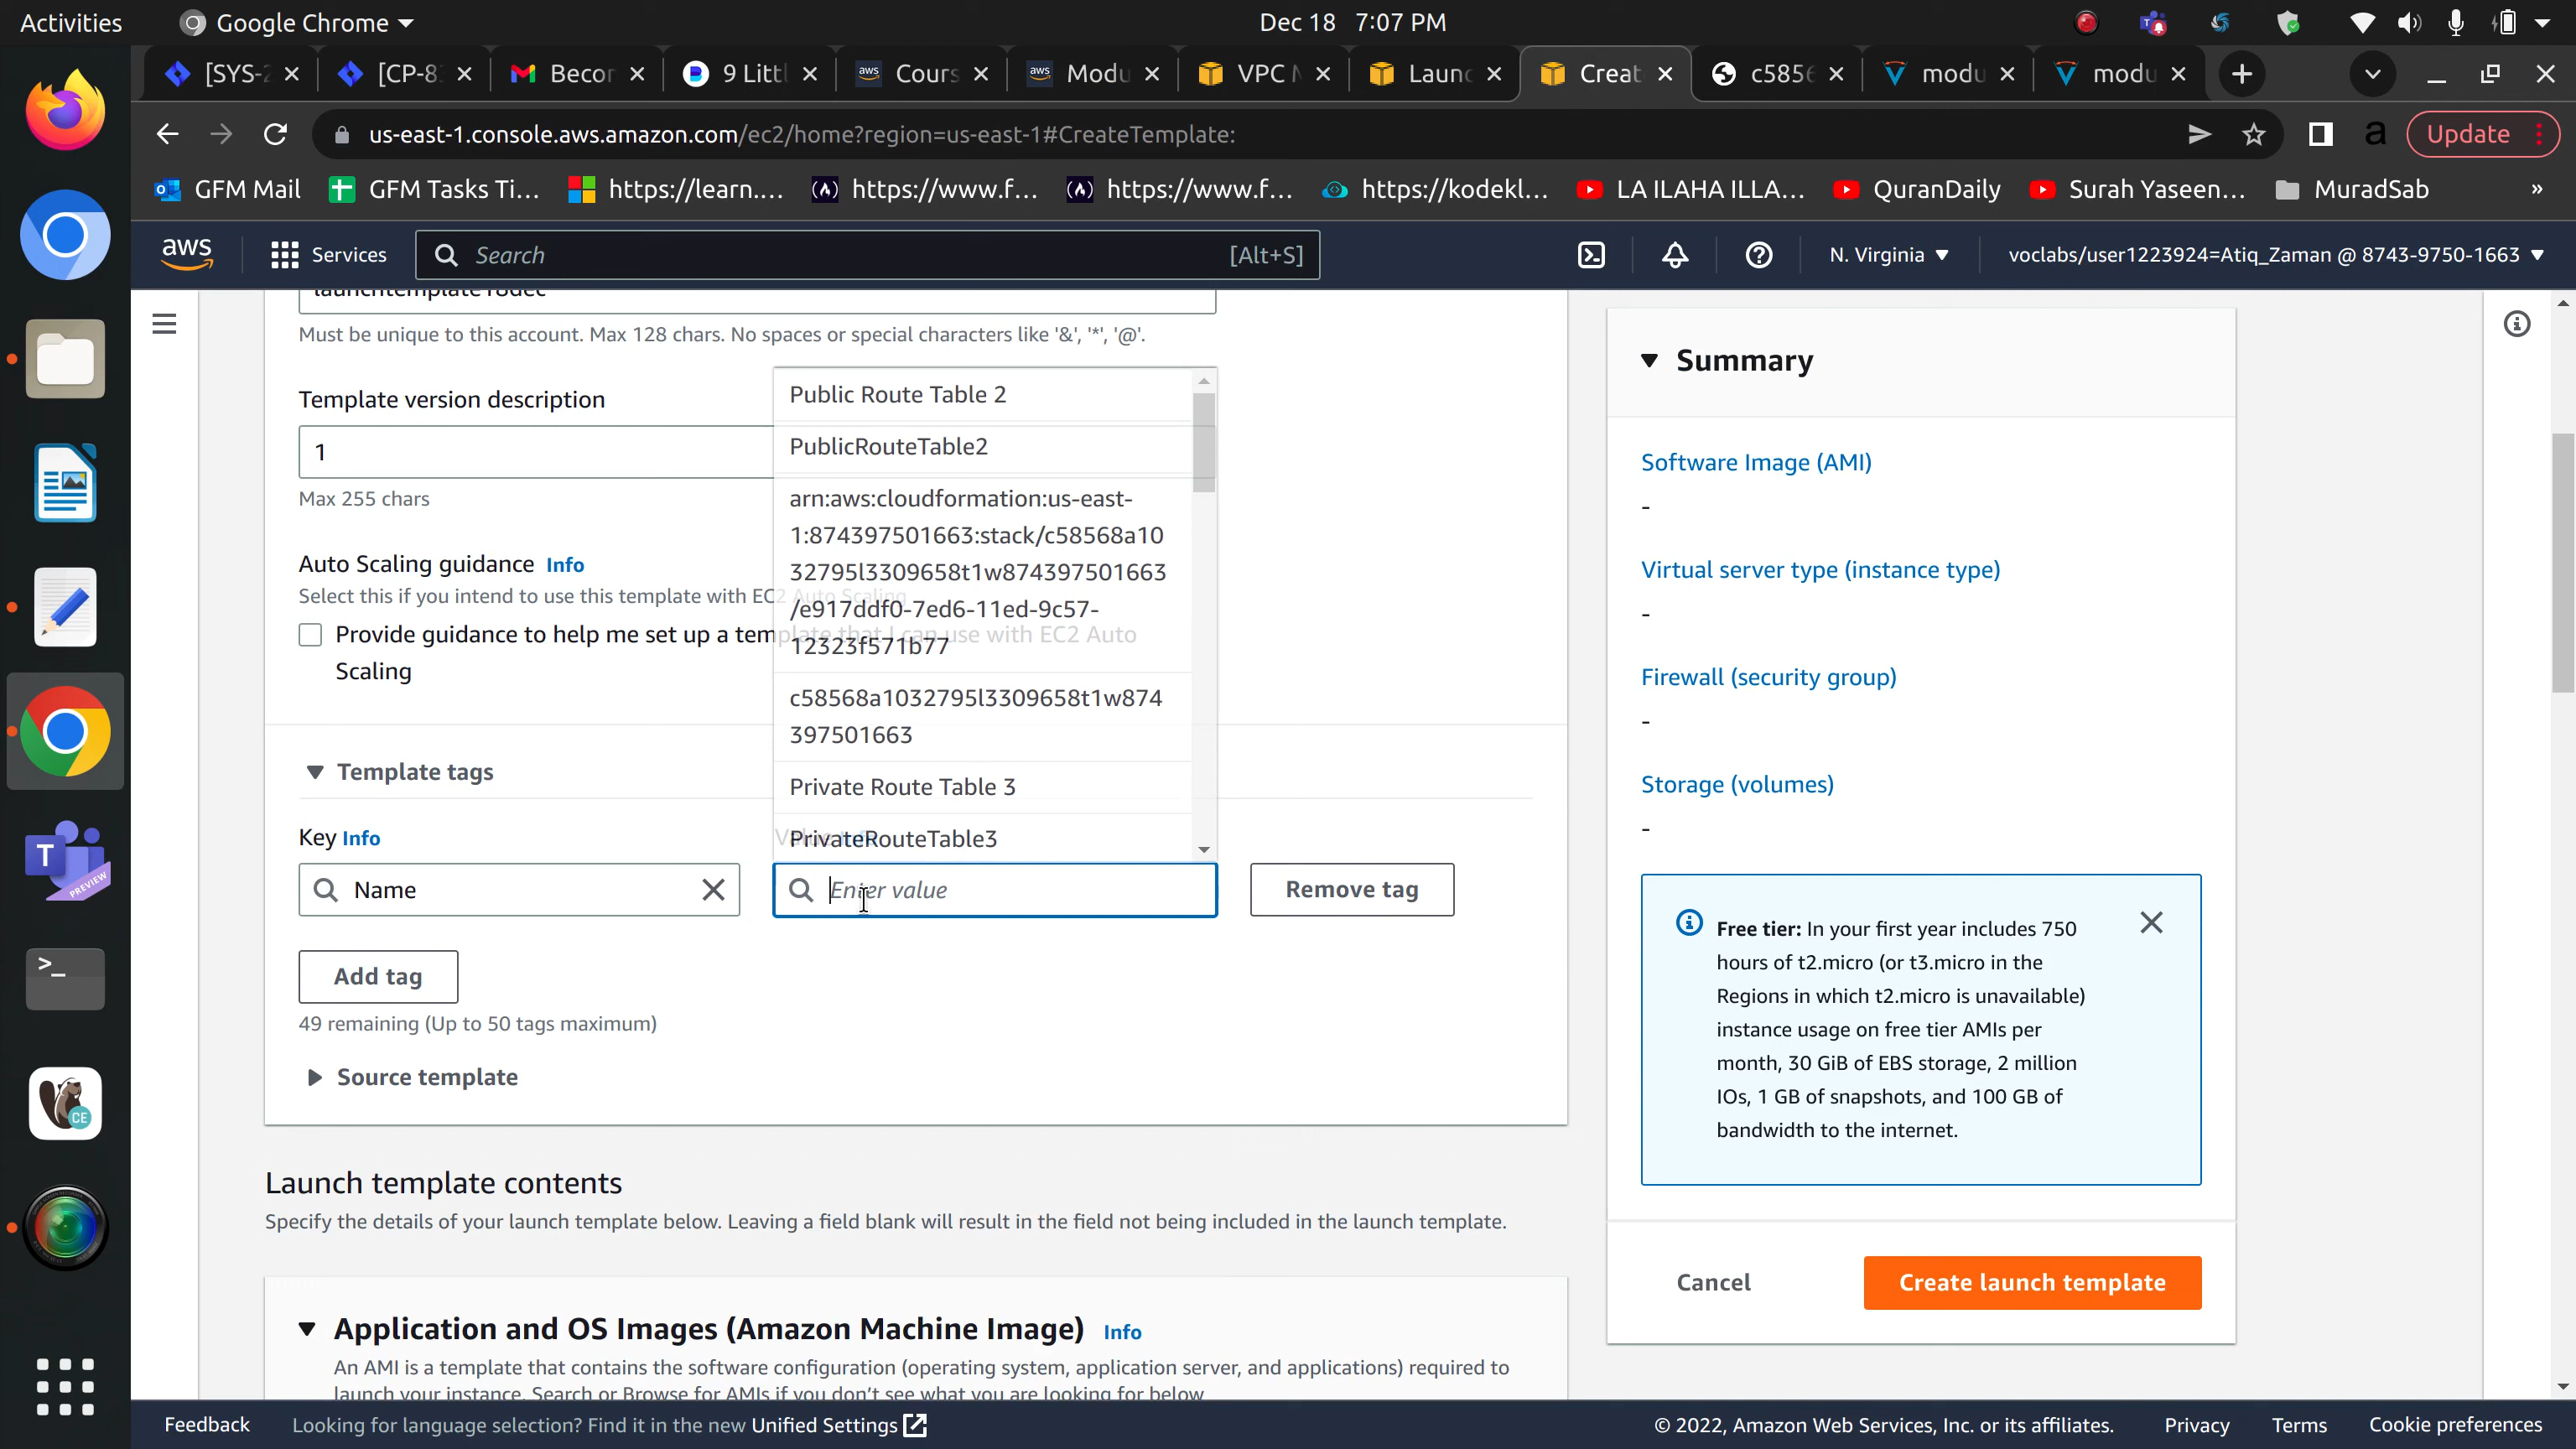 Activities
Google Chrome
Dec 18 7:07 PM
[SYS-2
[CP-8
Becor
9 Littl
aws
Cours
aws
Modu
VPC
Launc
Creat
c5856
modu
modu
us-east-1.console.aws.amazon.com/ec2/home?region=us-east-1#CreateTemplate:
a
Update
GFM Mail
GFM Tasks Ti...
https://learn....
https://www.f...
https://www.f...
https://kodekl...
LA ILAHA ILLA...
QuranDaily
Surah Yaseen...
MuradSab
»
aws
Services
Search
[Alt+S]
N. Virginia
voclabs/user1223924=Atiq_Zaman @ 8743-9750-1663
launchtemplate18dec
Must be unique to this account. Max 128 chars. No spaces or special characters like '&', '*', '@'.
Template version description
1
Max 255 chars
Auto Scaling guidance Info
Select this if you intend to use this template with EC2 Auto Scaling
Provide guidance to help me set up a template that I can use with EC2 Auto
Scaling
Public Route Table 2
PublicRouteTable2
arn:aws:cloudformation:us-east-
1:874397501663:stack/c58568a10
32795l3309658t1w874397501663
/e917ddf0-7ed6-11ed-9c57-
12323f571b77
c58568a1032795l3309658t1w874
397501663
Private Route Table 3
PrivateRouteTable3
Template tags
Key Info
Name
Enter value
Remove tag
Add tag
49 remaining (Up to 50 tags maximum)
Source template
Launch template contents
Specify the details of your launch template below. Leaving a field blank will result in the field not being included in the launch template.
Application and OS Images (Amazon Machine Image) Info
An AMI is a template that contains the software configuration (operating system, application server, and applications) required to
launch your instance. Search or Browse for AMIs if you don't see what you are looking for below
Summary
Software Image (AMI)
-
Virtual server type (instance type)
-
Firewall (security group)
-
Storage (volumes)
-
Free tier: In your first year includes 750
hours of t2.micro (or t3.micro in the
Regions in which t2.micro is unavailable)
instance usage on free tier AMIs per
month, 30 GiB of EBS storage, 2 million
IOs, 1 GB of snapshots, and 100 GB of
bandwidth to the internet.
Cancel
Create launch template
T
PREVIEW
>_
CE
Feedback
Looking for language selection? Find it in the new Unified Settings
© 2022, Amazon Web Services, Inc. or its affiliates.
Privacy
Terms
Cookie preferences